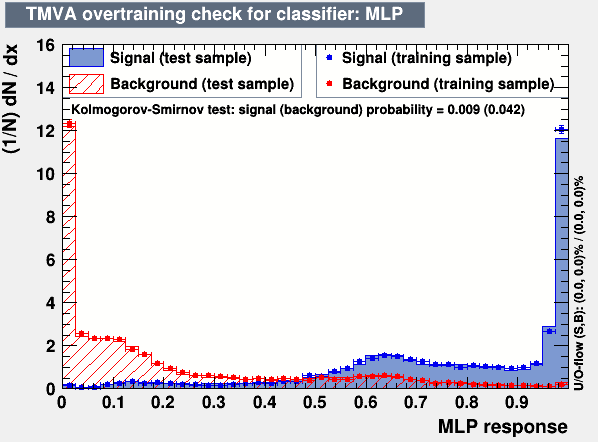 TMVA overtraining check for classifier: MLP
(1/N) dN / dx
16
14
12
10
8
6
4
2
0
Signal (test sample)
Background (test sample)
Signal (training sample)
Background (training sample)
Kolmogorov-Smirnov test: signal (background) probability = 0.009 (0.042)
U/O-flow (S,B): (0.0, 0.0)% / (0.0, 0.0)%
0 0.1 0.2 0.3 0.4 0.5 0.6 0.7 0.8 0.9
MLP response